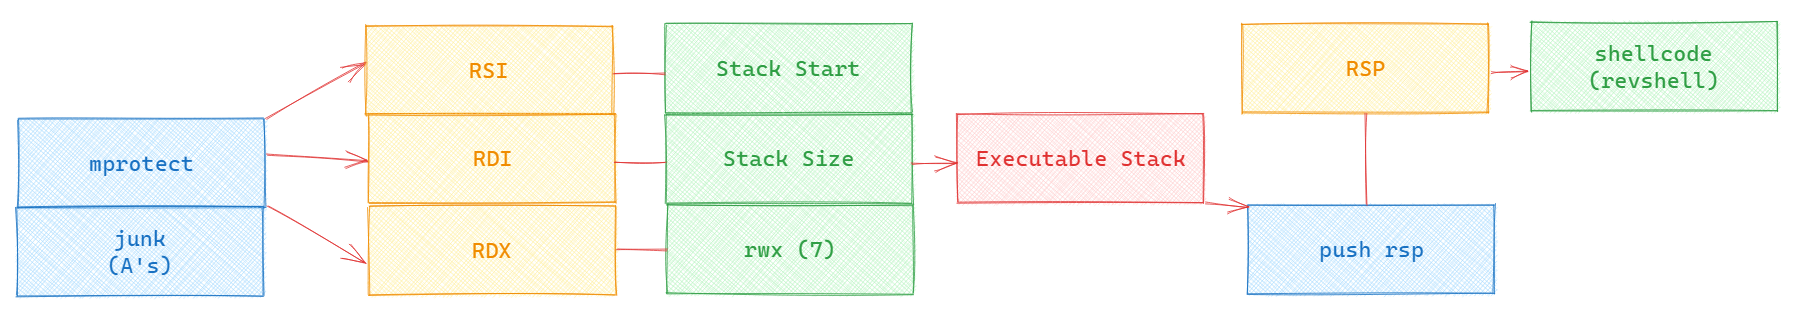 mprotect
junk
(A's)
RSI
RDI
RDX
Stack Start
Stack Size
rwx (7)
Executable Stack
RSP
push rsp
shellcode
(revshell)